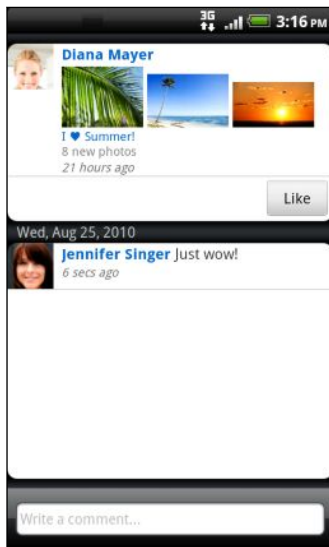 3G 3:16 PM
Diana Mayer
I ♥ Summer!
8 new photos
21 hours ago
Like
Wed, Aug 25, 2010
Jennifer Singer Just wow!
6 secs ago
Write a comment...